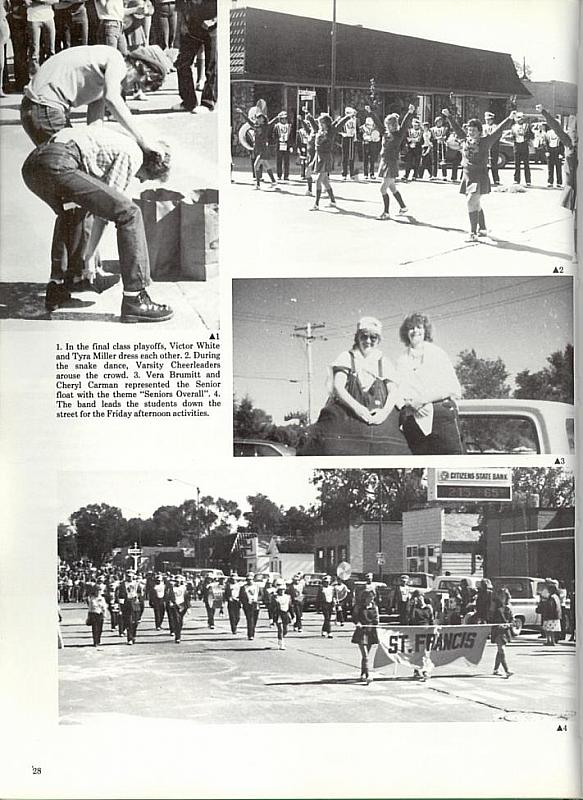 ▲1
▲2
1. In the final class playoffs, Victor White
and Tyra Miller dress each other. 2. During
the snake dance, Varsity Cheerleaders
arouse the crowd. 3. Vera Brumitt and
Cheryl Carman represented the Senior
float with the theme "Seniors Overall". 4.
The band leads the students down the
street for the Friday afternoon activities.
▲3
CITIZENS STATE BANK
2:15 65°
ST. FRANCIS
▲4
28